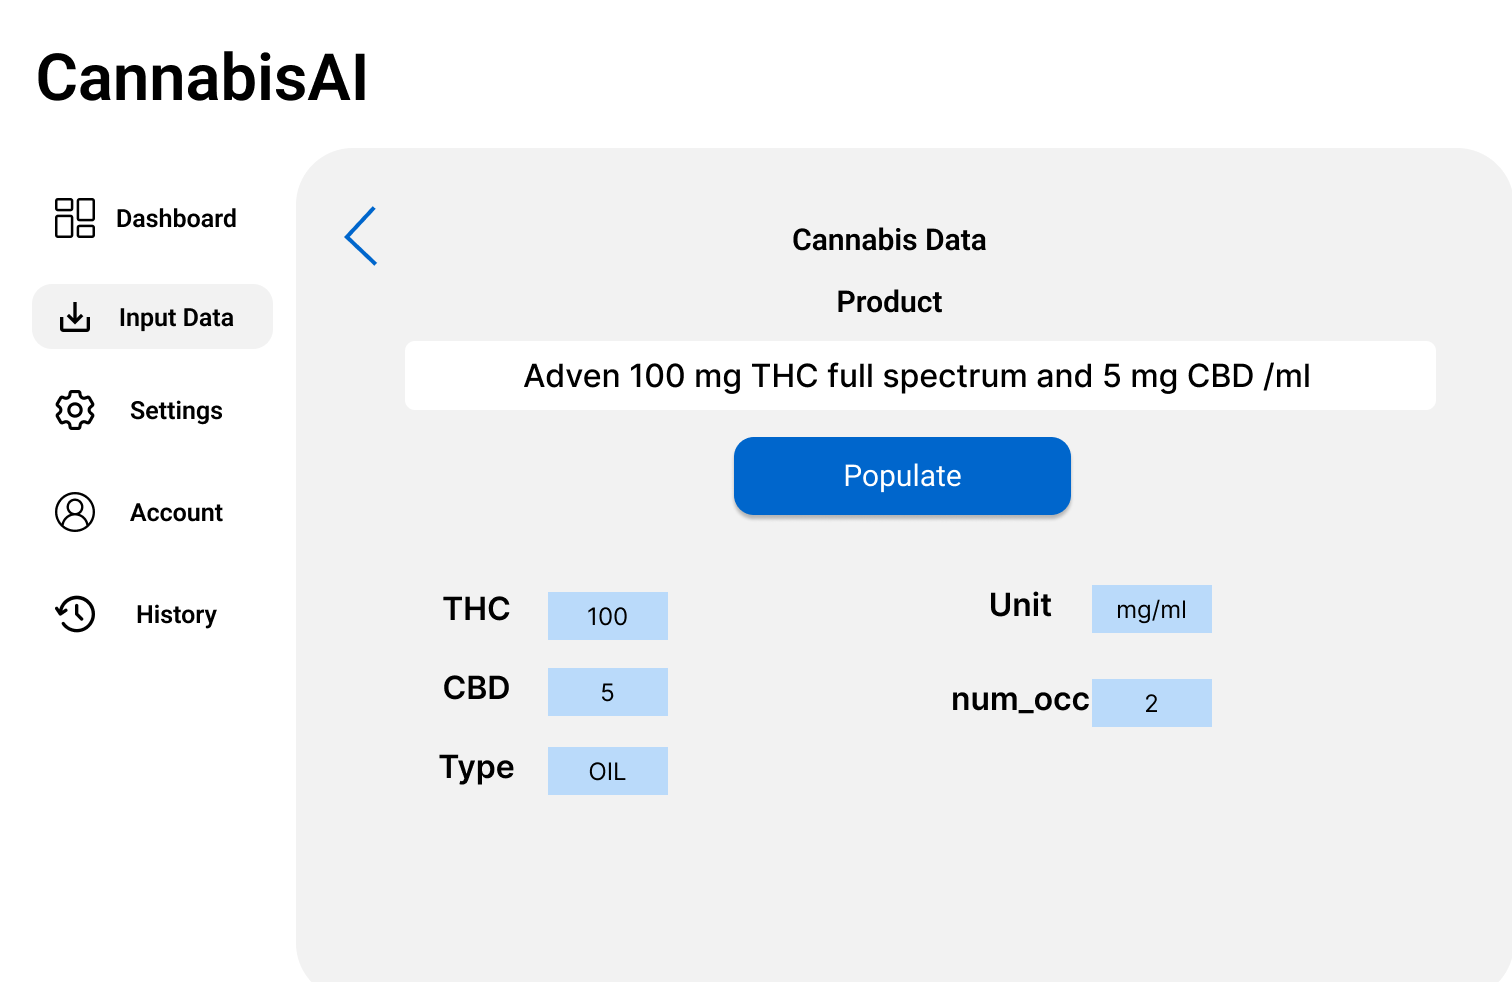 CannabisAI
Dashboard
Input Data
Settings
Account
History
Cannabis Data
Product
Adven 100 mg THC full spectrum and 5 mg CBD /ml
Populate
THC 100
CBD 5
Type OIL
Unit mg/ml
num_occ 2